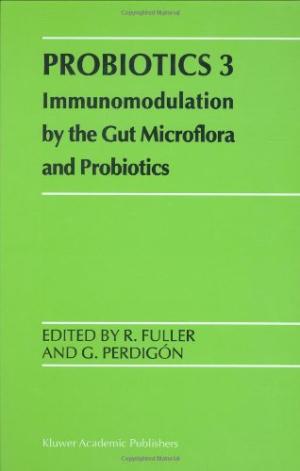 PROBIOTICS 3
Immunomodulation
by the Gut Microflora
and Probiotics
EDITED BY R. FULLER
AND G. PERDIGÓN
Kluwer Academic Publishers